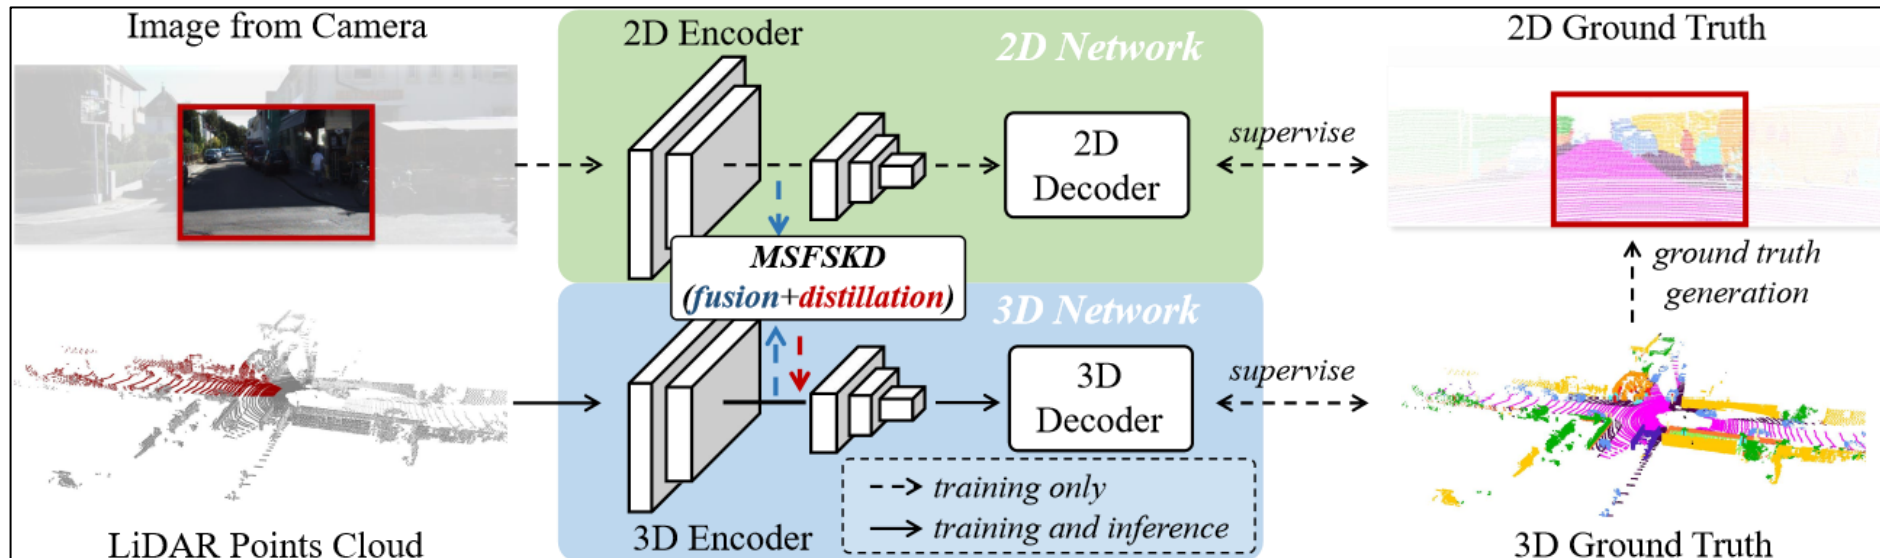 Image from Camera
2D Encoder
2D Network
2D Ground Truth
2D
Decoder
supervise
MSFSKD
(fusion+distillation)
ground truth
generation
3D Network
3D
Decoder
supervise
training only
training and inference
LiDAR Points Cloud
3D Encoder
3D Ground Truth